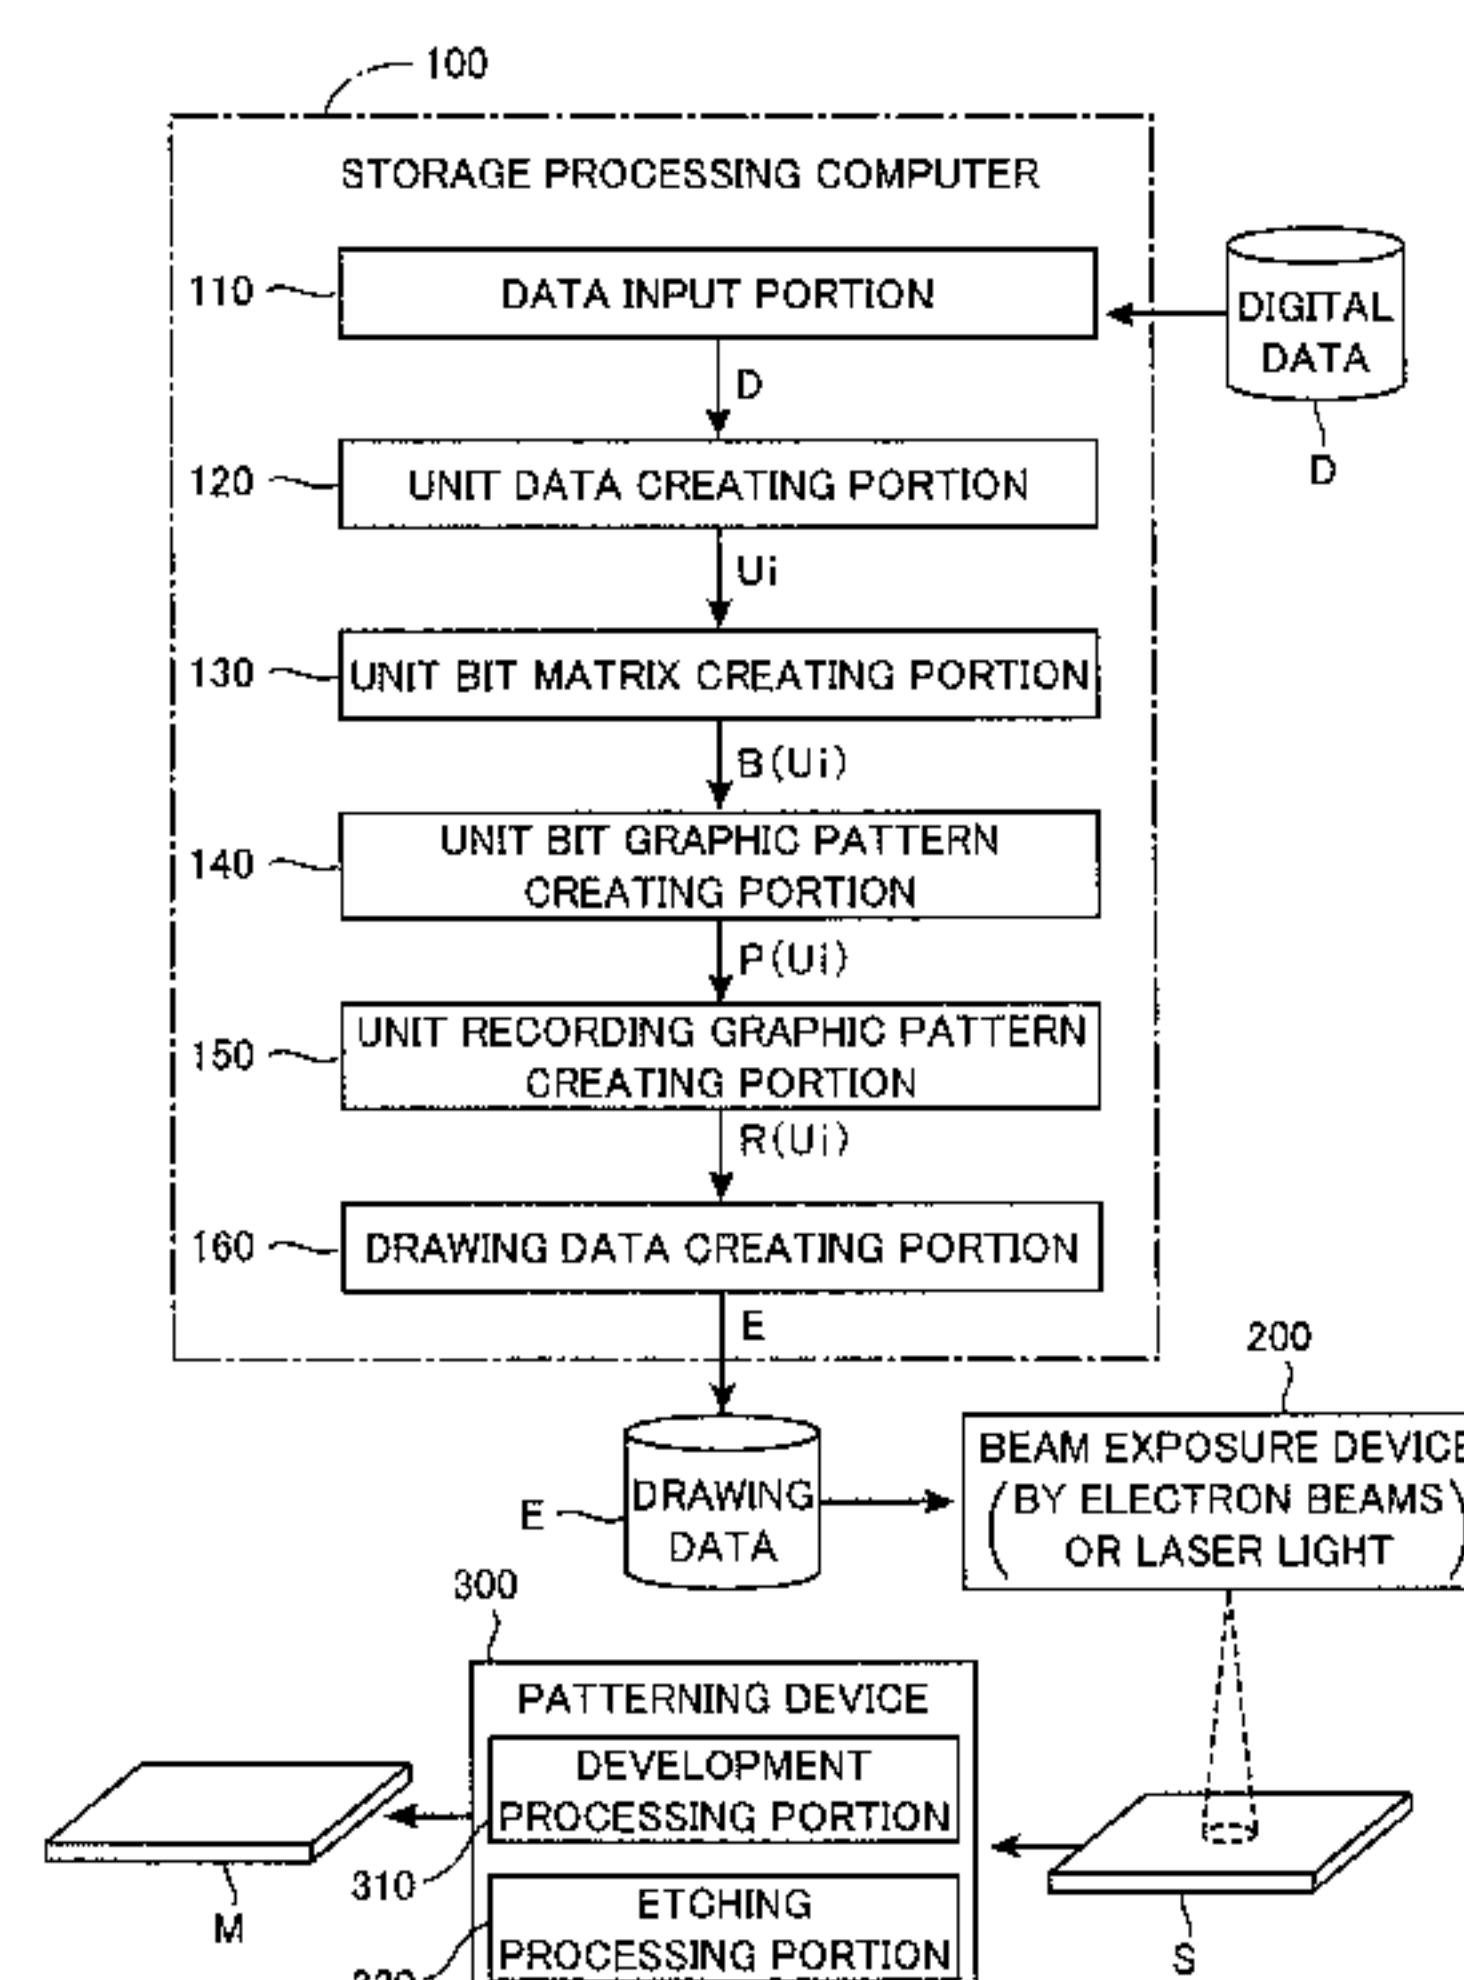 100
STORAGE PROCESSING COMPUTER
110
DATA INPUT PORTION
DIGITAL
DATA
D
D
120
UNIT DATA CREATING PORTION
Ui
130
UNIT BIT MATRIX CREATING PORTION
B(Ui)
140
UNIT BIT GRAPHIC PATTERN
CREATING PORTION
P(Ui)
150
UNIT RECORDING GRAPHIC PATTERN
CREATING PORTION
R(Ui)
160
DRAWING DATA CREATING PORTION
E
200
BEAM EXPOSURE DEVICE
(BY ELECTRON BEAMS
OR LASER LIGHT)
E
DRAWING
DATA
300
PATTERNING DEVICE
DEVELOPMENT
PROCESSING PORTION
310
M
ETCHING
PROCESSING PORTION
S